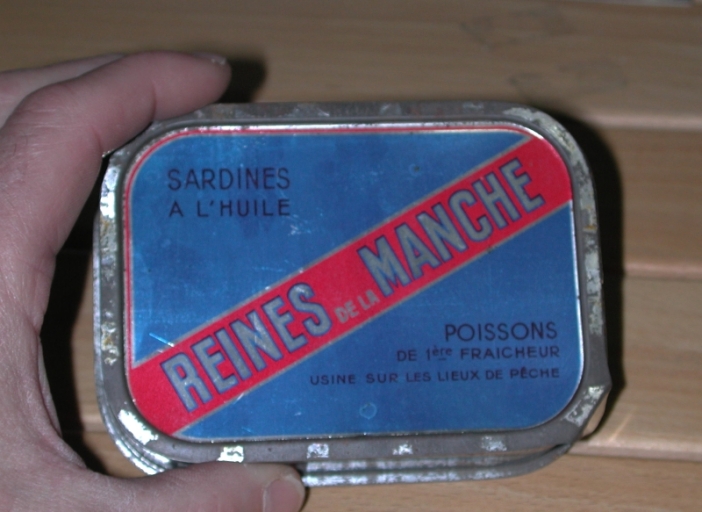 SARDINES
A L'HUILE
REINES DE LA MANCHE
POISSONS
DE 1ère FRAICHEUR
USINE SUR LES LIEUX DE PÊCHE